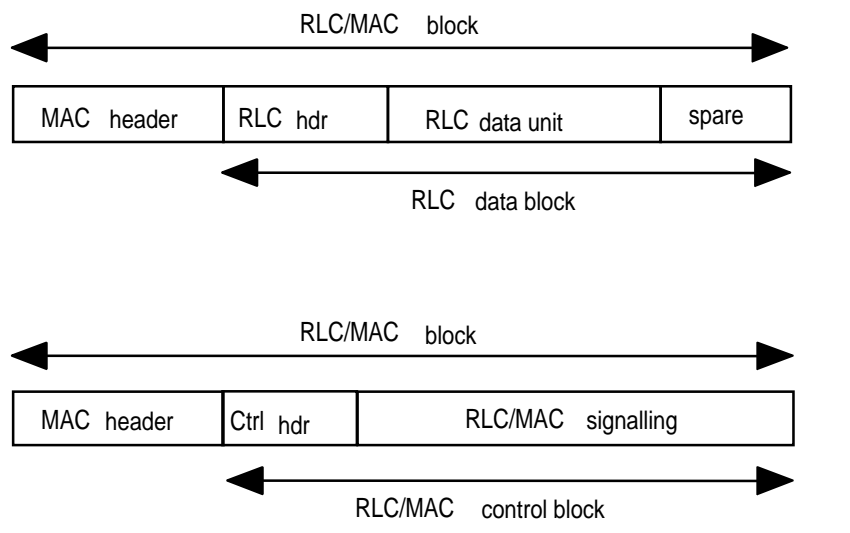 RLC/MAC block
MAC header RLC hdr RLC data unit spare
RLC data block
RLC/MAC block
MAC header Ctrl hdr RLC/MAC signalling
RLC/MAC control block